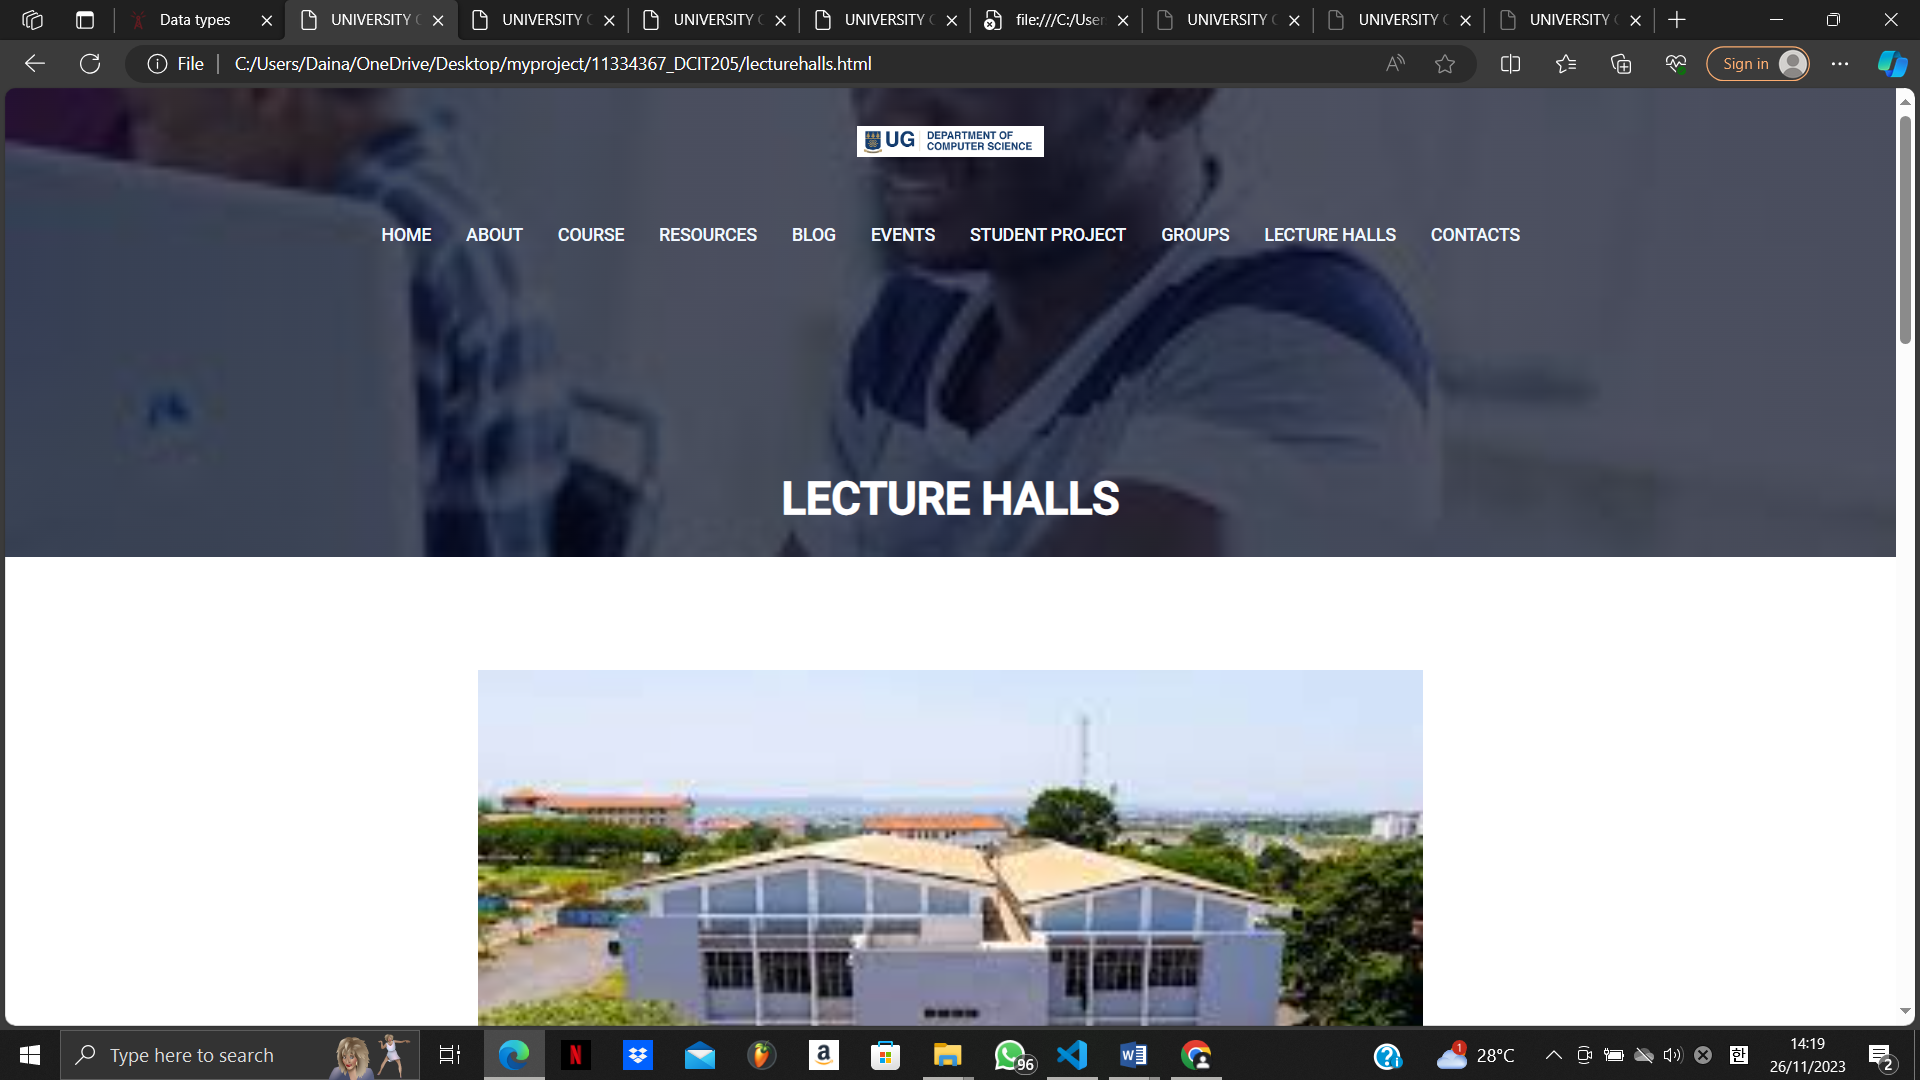 Data types
UNIVERSITY
UNIVERSITY
UNIVERSITY
UNIVERSITY
file:///C:/User
UNIVERSITY
UNIVERSITY
UNIVERSITY
File
C:/Users/Daina/OneDrive/Desktop/myproject/11334367_DCIT205/lecturehalls.html
Sign in
UG
DEPARTMENT OF
COMPUTER SCIENCE
HOME ABOUT COURSE RESOURCES BLOG EVENTS STUDENT PROJECT GROUPS LECTURE HALLS CONTACTS
LECTURE HALLS
Type here to search
96
1
28°C
한
14:19
26/11/2023
2